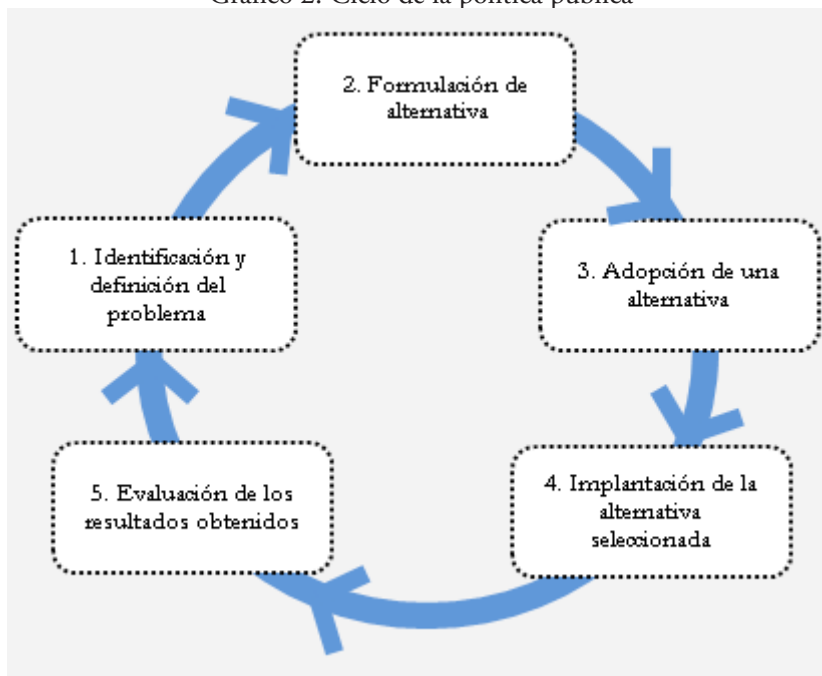 Gráfico 2. Ciclo de la política pública
2. Formulación de
alternativa
1. Identificación y
definición del
problema
3. Adopción de una
alternativa
5. Evaluación de los
resultados obtenidos
4. Implantación de la
alternativa
seleccionada